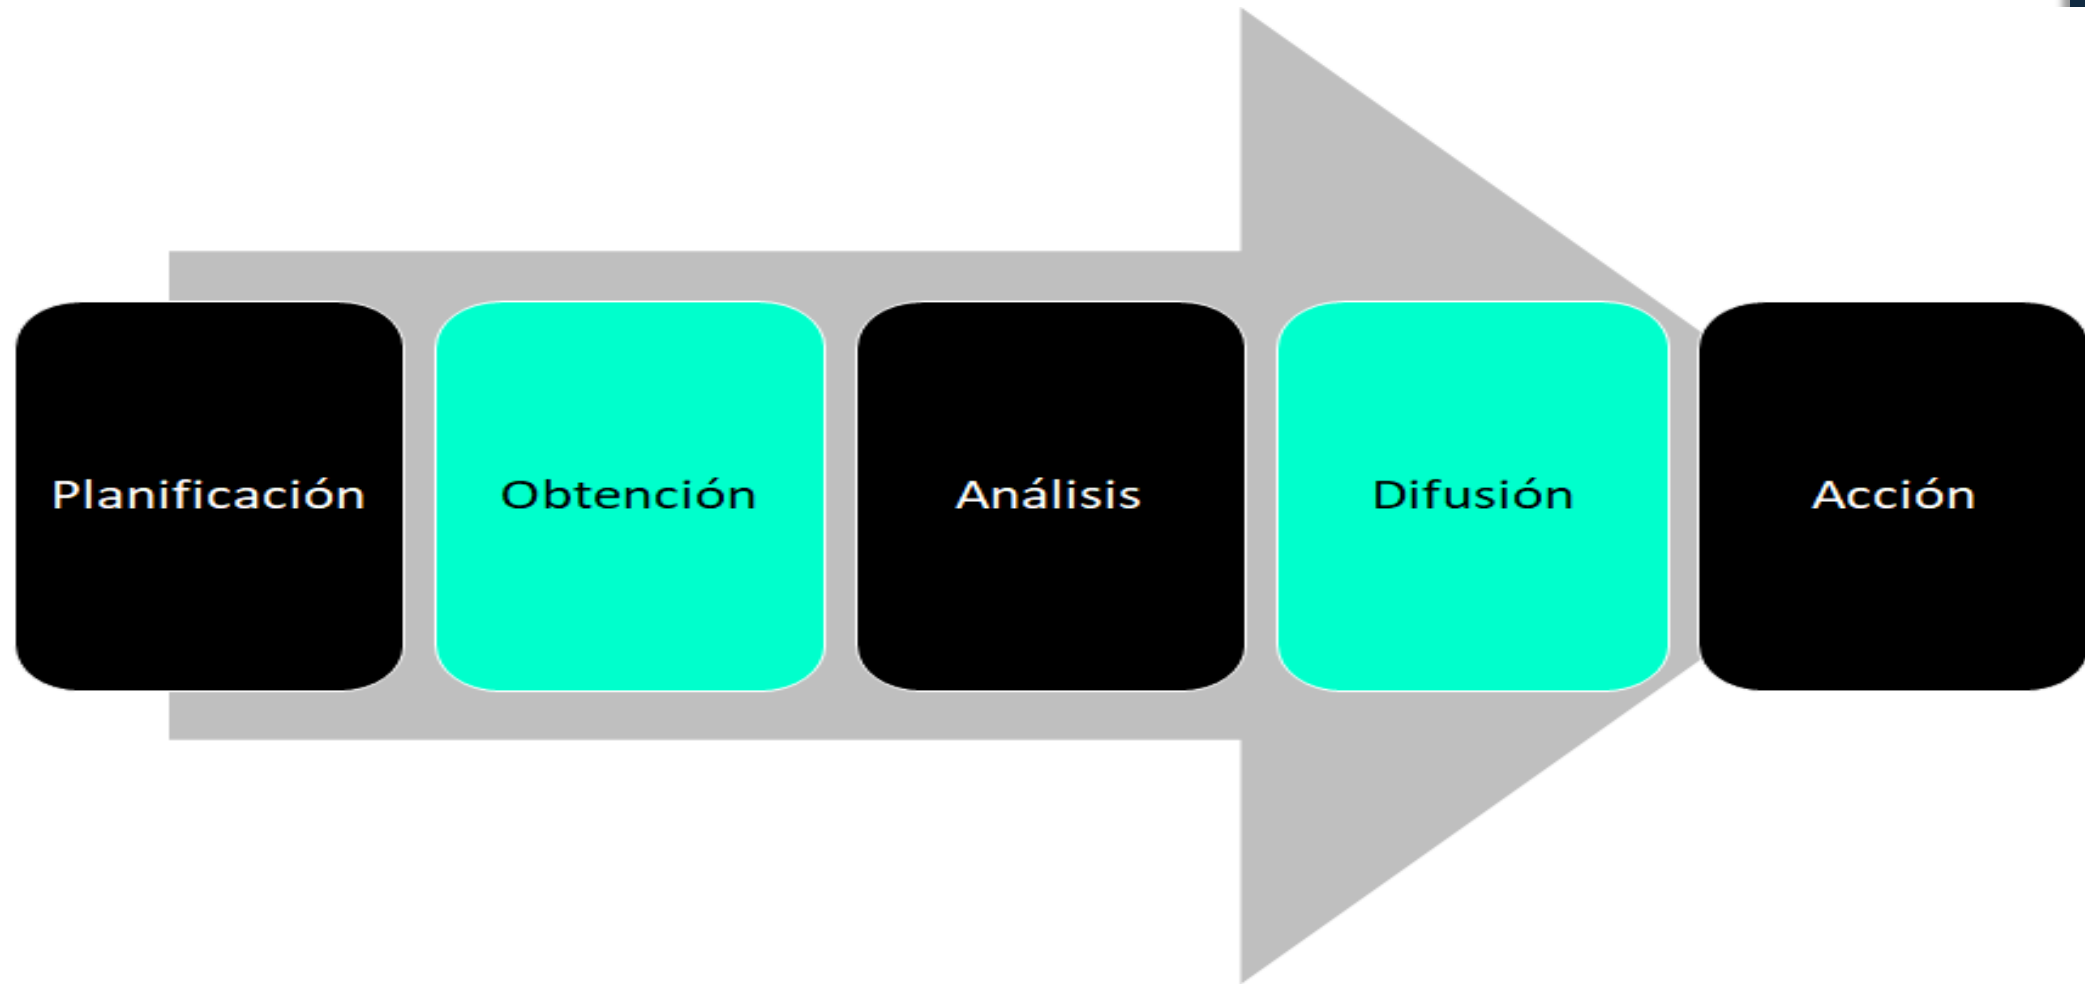 Planificación
Obtención
Análisis
Difusión
Acción